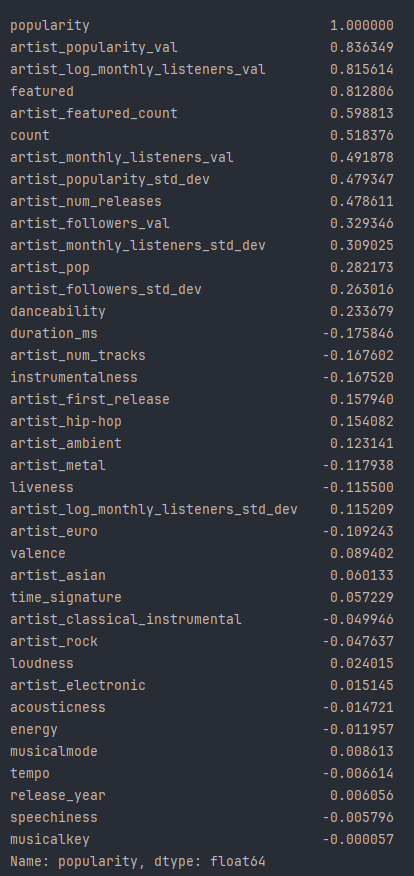 popularity 1.000000
artist_popularity_val 0.836349
artist_log_monthly_listeners_val 0.815614
featured 0.812806
artist_featured_count 0.598813
count 0.518376
artist_monthly_listeners_val 0.491878
artist_popularity_std_dev 0.479347
artist_num_releases 0.478611
artist_followers_val 0.329346
artist_monthly_listeners_std_dev 0.309025
artist_pop 0.282173
artist_followers_std_dev 0.263016
danceability 0.233679
duration_ms -0.175846
artist_num_tracks -0.167602
instrumentalness -0.167520
artist_first_release 0.157940
artist_hip-hop 0.154082
artist_ambient 0.123141
artist_metal -0.117938
liveness -0.115500
artist_log_monthly_listeners_std_dev 0.115209
artist_euro -0.109243
valence 0.089402
artist_asian 0.060133
time_signature 0.057229
artist_classical_instrumental -0.049946
artist_rock -0.047637
loudness 0.024015
artist_electronic 0.015145
acousticness -0.014721
energy -0.011957
musicalmode 0.008613
tempo -0.006614
release_year 0.006056
speechiness -0.005796
musicalkey -0.000057
Name: popularity, dtype: float64